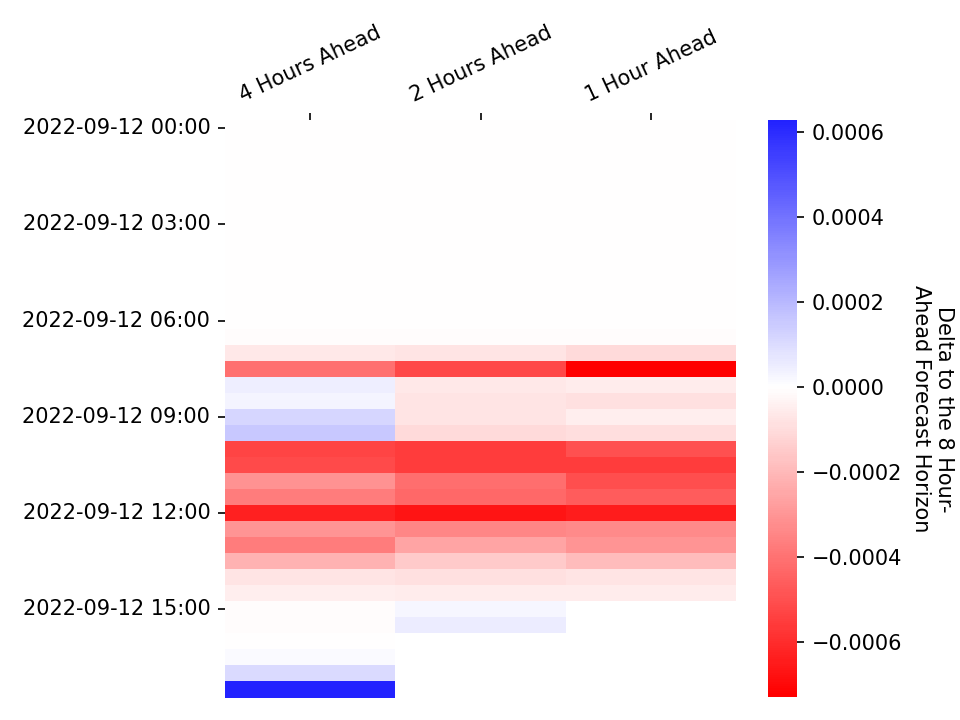 4 Hours Ahead
2 Hours Ahead
1 Hour Ahead
2022-09-12 00:00
2022-09-12 03:00
2022-09-12 06:00
2022-09-12 09:00
2022-09-12 12:00
2022-09-12 15:00
0.0006
0.0004
0.0002
0.0000
−0.0002
−0.0004
−0.0006
Delta to the 8 Hour-
Ahead Forecast Horizon